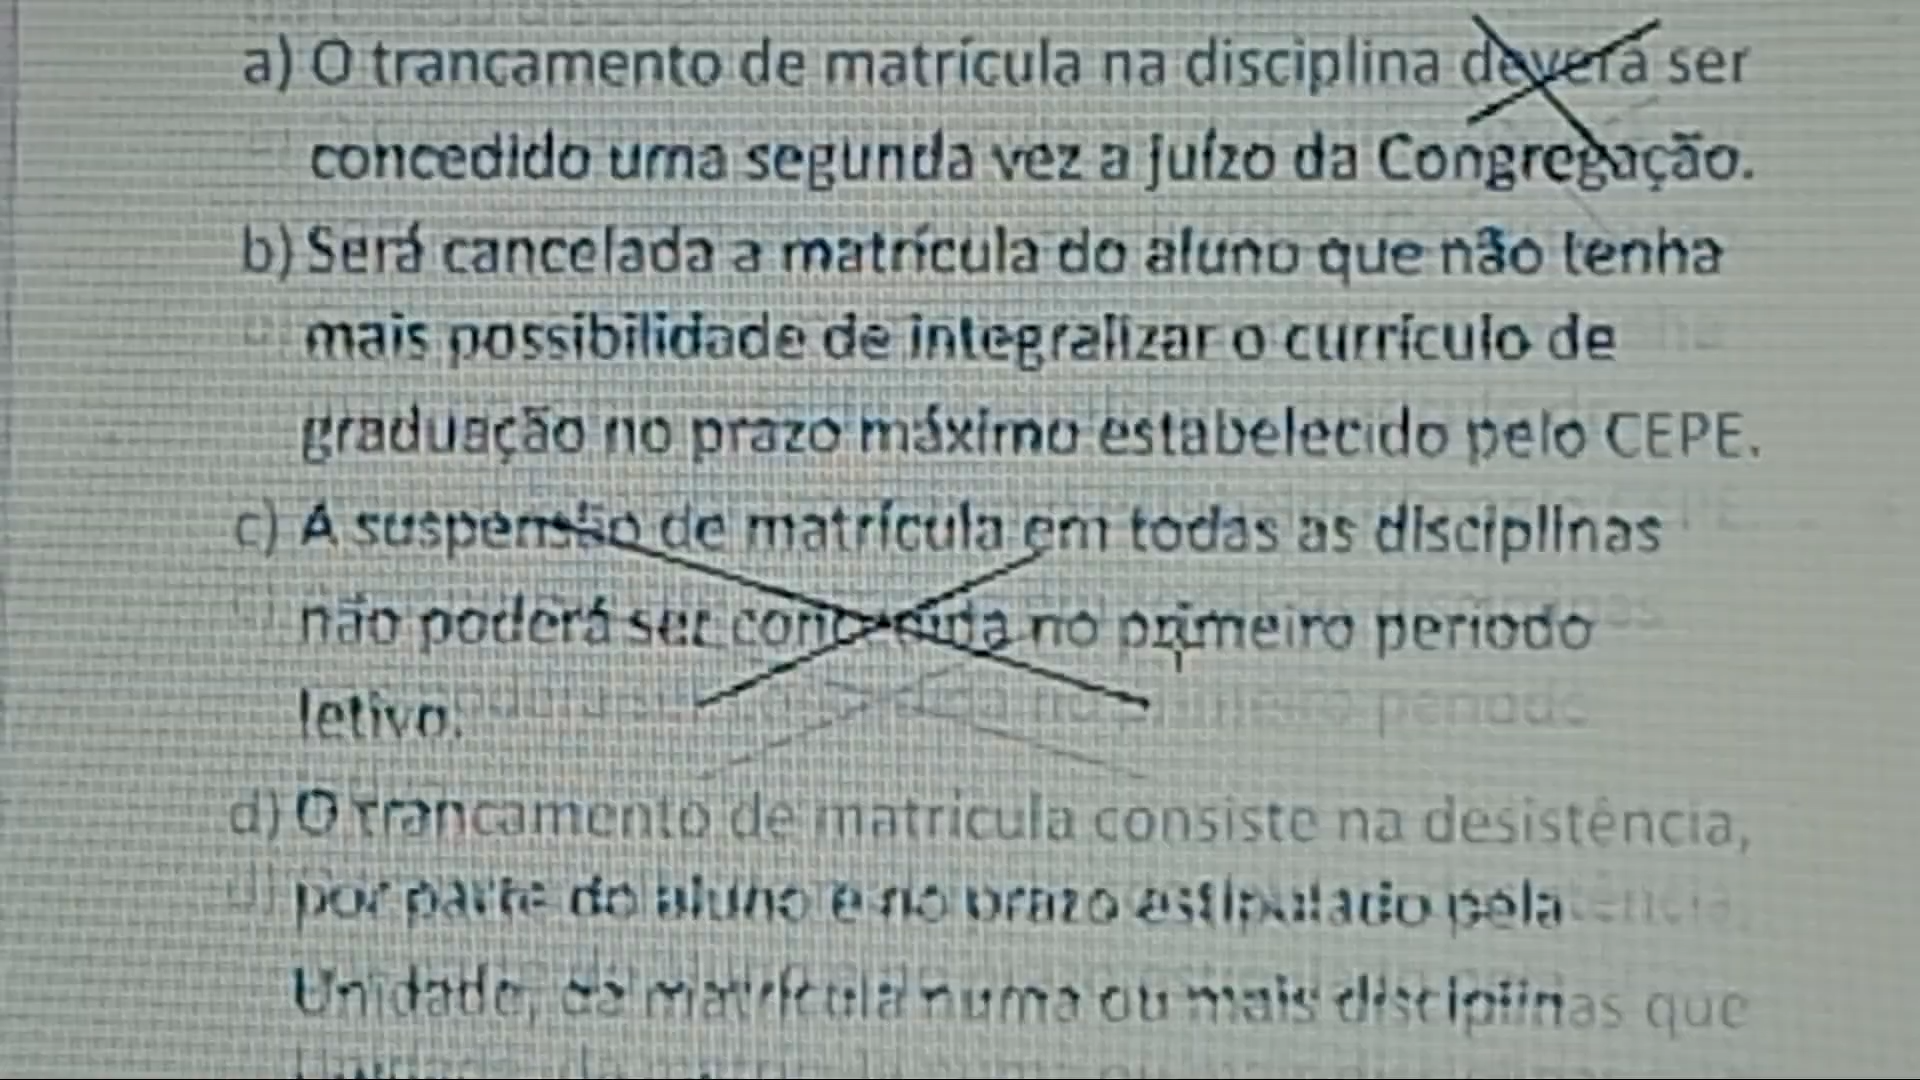 a) O trancamento de matrícula na disciplina deverá ser
concedido uma segunda vez a juízo da Congregação.
b) Será cancelada a matrícula do aluno que não tenha
mais possibilidade de integralizar o currículo de
graduação no prazo máximo estabelecido pelo CEPE.
c) A suspensão de matrícula em todas as disciplinas
não poderá ser concedida no primeiro período
letivo.
d) O trancamento de matrícula consiste na desistência,
por parte do aluno e no prazo estipulado pela
Unidade, da matrícula numa ou mais disciplinas que